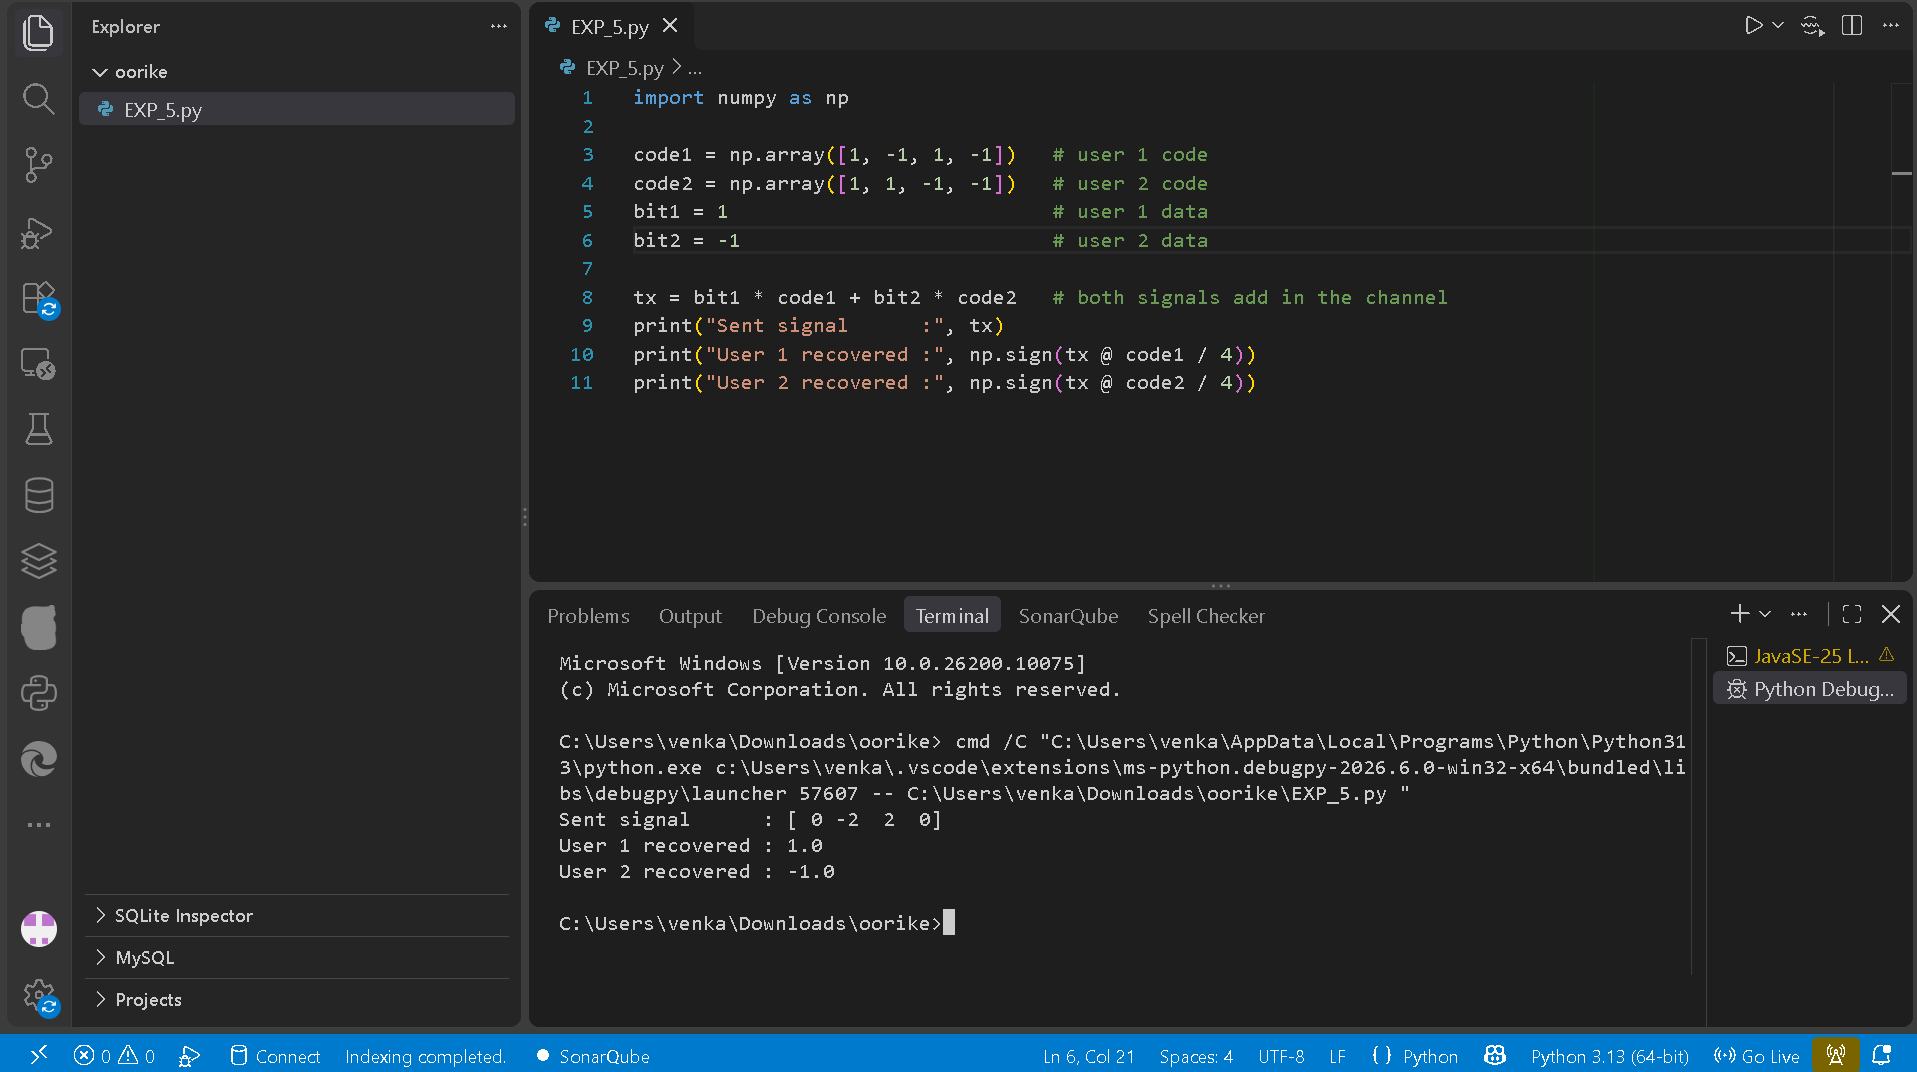 Explorer
oorike
EXP_5.py
SQLite Inspector
MySQL
Projects
EXP_5.py
EXP_5.py > ...
1 import numpy as np
2
3 code1 = np.array([1, -1, 1, -1])   # user 1 code
4 code2 = np.array([1, 1, -1, -1])   # user 2 code
5 bit1 = 1                           # user 1 data
6 bit2 = -1                          # user 2 data
7
8 tx = bit1 * code1 + bit2 * code2   # both signals add in the channel
9 print("Sent signal      :", tx)
10 print("User 1 recovered :", np.sign(tx @ code1 / 4))
11 print("User 2 recovered :", np.sign(tx @ code2 / 4))
Problems Output Debug Console Terminal SonarQube Spell Checker
Microsoft Windows [Version 10.0.26200.10075]
(c) Microsoft Corporation. All rights reserved.
C:\Users\venka\Downloads\oorike> cmd /C "C:\Users\venka\AppData\Local\Programs\Python\Python31
3\python.exe c:\Users\venka\.vscode\extensions\ms-python.debugpy-2026.6.0-win32-x64\bundled\li
bs\debugpy\launcher 57607 -- C:\Users\venka\Downloads\oorike\EXP_5.py "
Sent signal      : [ 0 -2  2  0]
User 1 recovered : 1.0
User 2 recovered : -1.0
C:\Users\venka\Downloads\oorike>
JavaSE-25 L...
Python Debug...
0 0 Connect Indexing completed. SonarQube Ln 6, Col 21 Spaces: 4 UTF-8 LF {} Python Python 3.13 (64-bit) Go Live